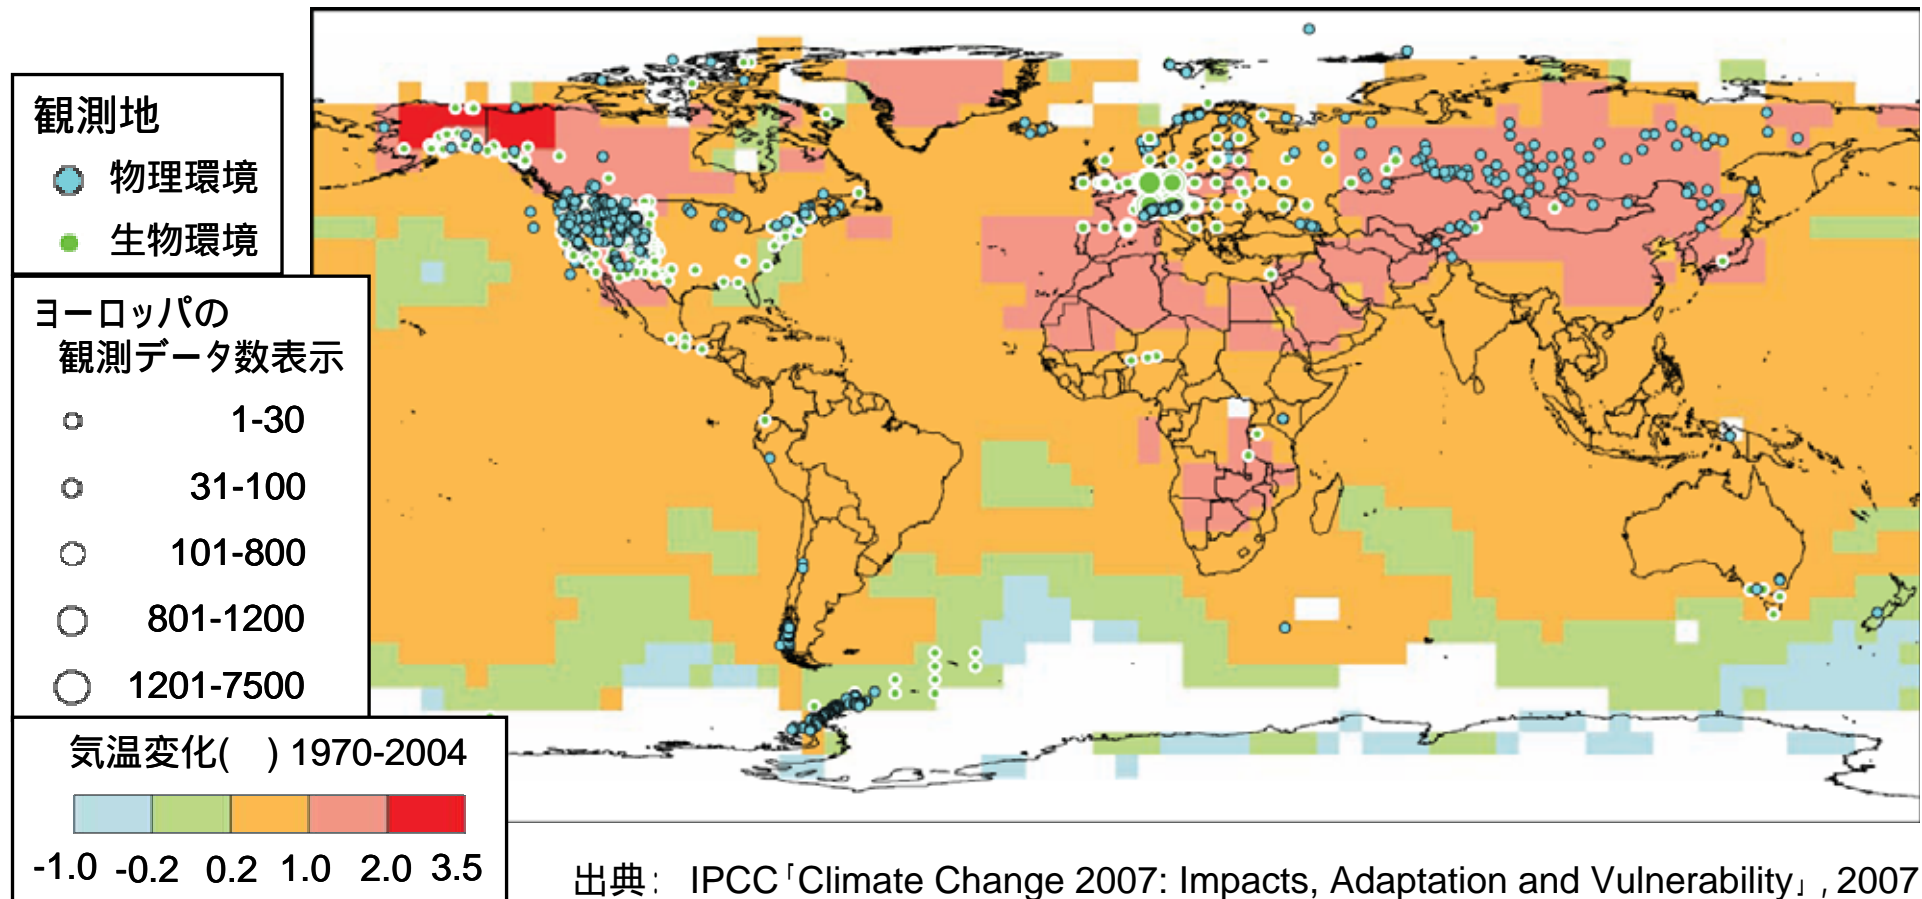 観測地
物理環境
生物環境
ヨーロッパの
観測データ数表示
1-30
31-100
101-800
801-1200
1201-7500
気温変化(　) 1970-2004
-1.0 -0.2 0.2 1.0 2.0 3.5
出典： IPCC「Climate Change 2007: Impacts, Adaptation and Vulnerability」, 2007